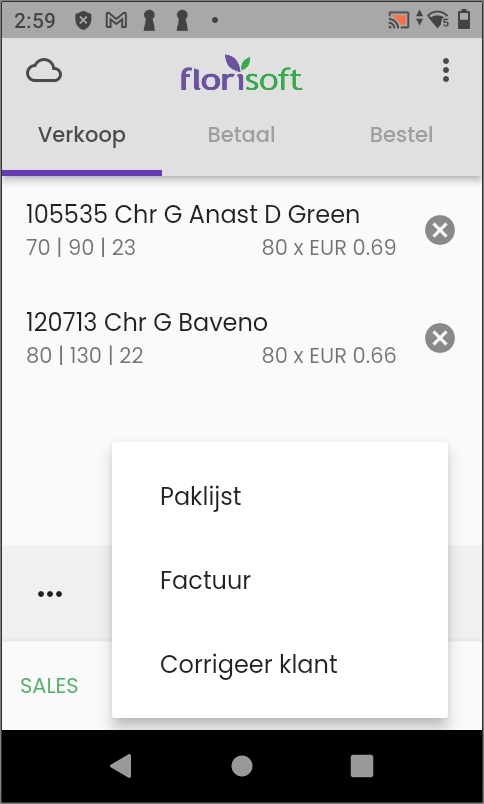 2:59
5
florisoft
Verkoop Betaal Bestel
105535 Chr G Anast D Green
70 | 90 | 23 80 x EUR 0.69
120713 Chr G Baveno
80 | 130 | 22 80 x EUR 0.66
Paklijst
Factuur
Corrigeer klant
SALES